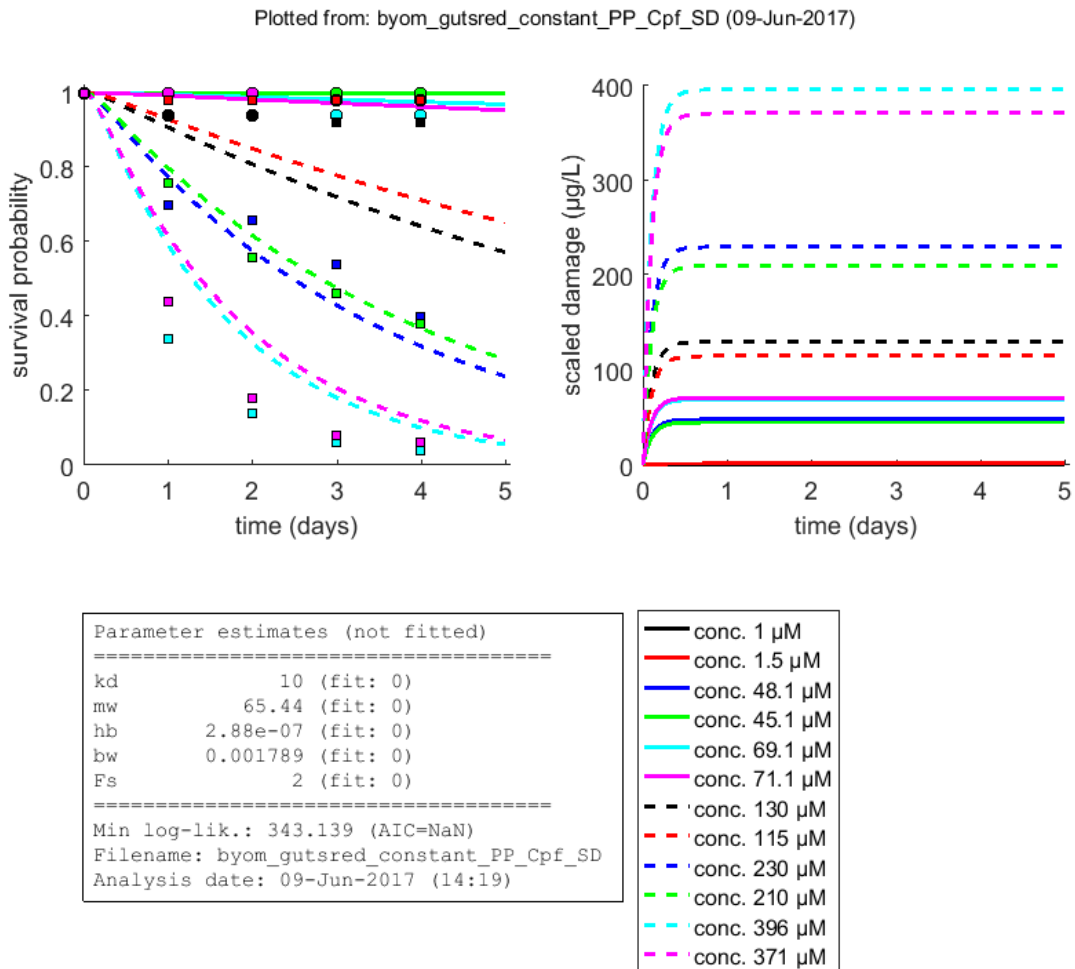 Plotted from: byom_gutsred_constant_PP_Cpf_SD (09-Jun-2017)
survival probability
1
0.8
0.6
0.4
0.2
0
0 1 2 3 4 5
time (days)
scaled damage (µg/L)
400
300
200
100
0
0 1 2 3 4 5
time (days)
Parameter estimates (not fitted)
=====================================
kd 10 (fit: 0)
mw 65.44 (fit: 0)
hb 2.88e-07 (fit: 0)
bw 0.001789 (fit: 0)
Fs 2 (fit: 0)
=====================================
Min log-lik.: 343.139 (AIC=NaN)
Filename: byom_gutsred_constant_PP_Cpf_SD
Analysis date: 09-Jun-2017 (14:19)
conc. 1 µM
conc. 1.5 µM
conc. 48.1 µM
conc. 45.1 µM
conc. 69.1 µM
conc. 71.1 µM
conc. 130 µM
conc. 115 µM
conc. 230 µM
conc. 210 µM
conc. 396 µM
conc. 371 µM